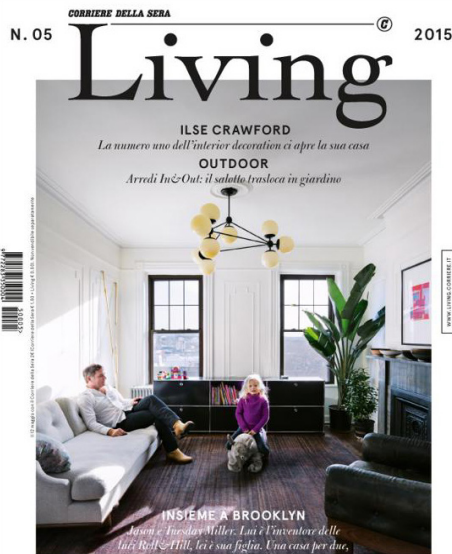 CORRIERE DELLA SERA
N. 05
2015
Living
ILSE CRAWFORD
La numero uno dell'interior decoration ci apre la sua casa
OUTDOOR
Arredi In&Out: il salotto trasloca in giardino
WWW.LIVING.CORRIERE.IT
INSIEME A BROOKLYN
Jason e Tuesday Miller. Lui è l'inventore delle
luci Roll&Hill, lei è sua figlia. Una casa per due,